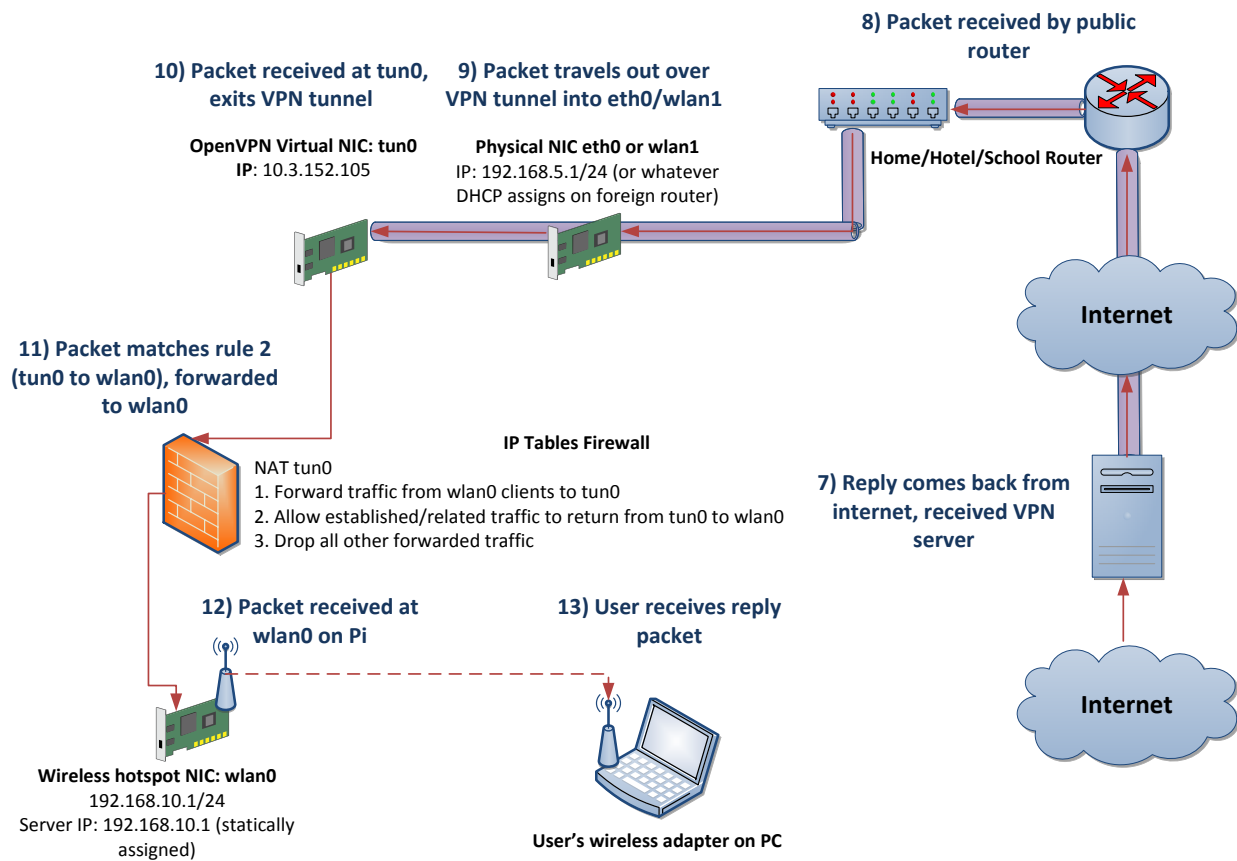 8) Packet received by public
router
10) Packet received at tun0,
exits VPN tunnel
9) Packet travels out over
VPN tunnel into eth0/wlan1
OpenVPN Virtual NIC: tun0
IP: 10.3.152.105
Physical NIC eth0 or wlan1
IP: 192.168.5.1/24 (or whatever
DHCP assigns on foreign router)
Home/Hotel/School Router
Internet
11) Packet matches rule 2
(tun0 to wlan0), forwarded
to wlan0
IP Tables Firewall
NAT tun0
1. Forward traffic from wlan0 clients to tun0
2. Allow established/related traffic to return from tun0 to wlan0
3. Drop all other forwarded traffic
7) Reply comes back from
internet, received VPN
server
12) Packet received at
wlan0 on Pi
13) User receives reply
packet
Internet
Wireless hotspot NIC: wlan0
192.168.10.1/24
Server IP: 192.168.10.1 (statically
assigned)
User's wireless adapter on PC